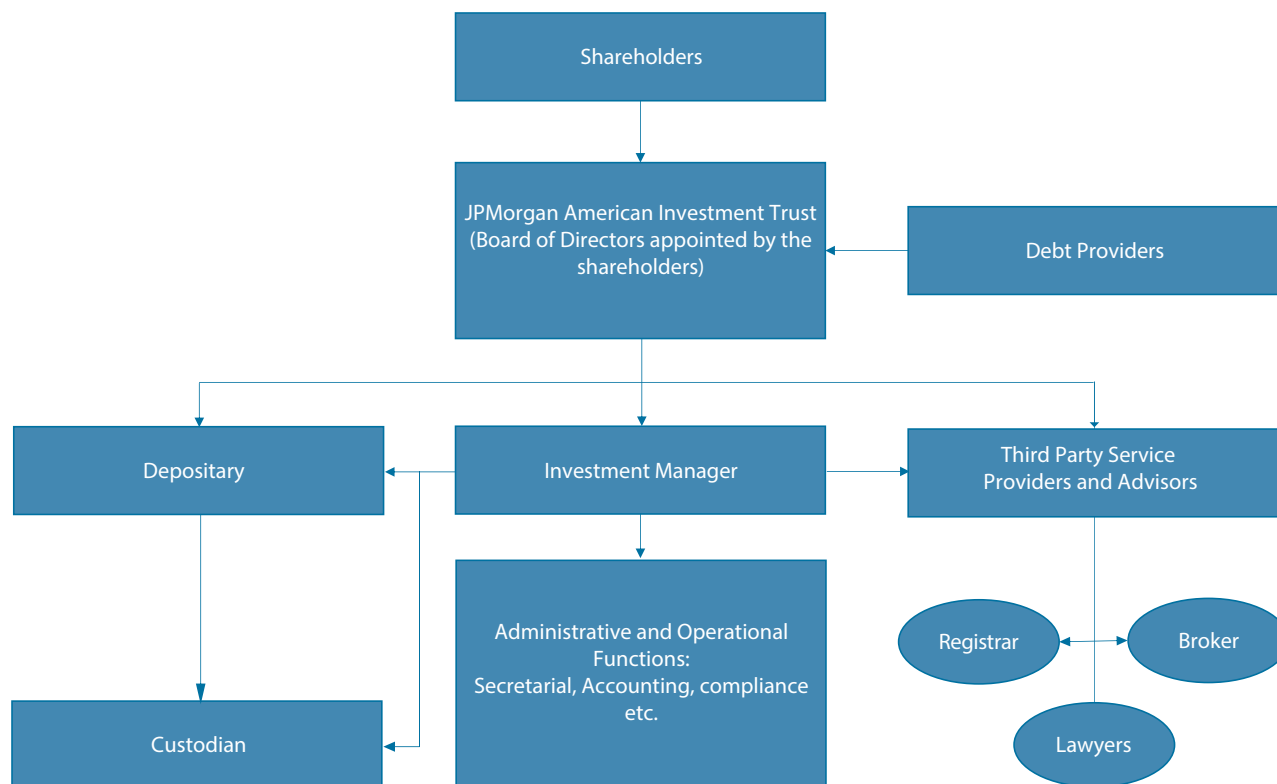 Shareholders
JPMorgan American Investment Trust
(Board of Directors appointed by the
shareholders)
Debt Providers
Depositary
Investment Manager
Third Party Service
Providers and Advisors
Administrative and Operational
Functions:
Secretarial, Accounting, compliance
etc.
Registrar
Broker
Custodian
Lawyers